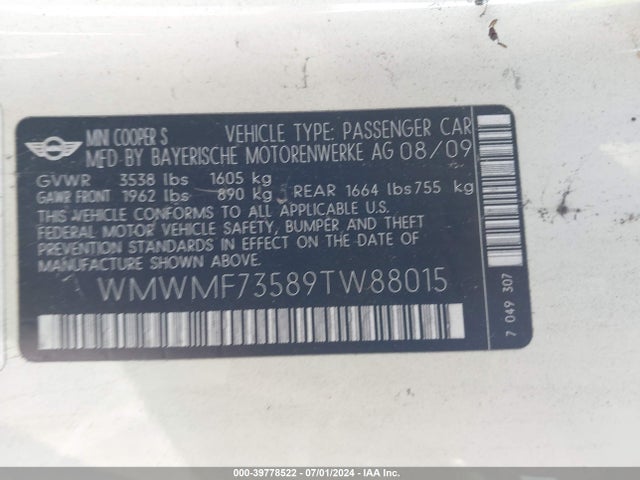 MINI COOPER S VEHICLE TYPE: PASSENGER CAR
MFD BY BAYERISCHE MOTORENWERKE AG 08/09
GVWR 3538 lbs 1605 kg
GAWR FRONT 1962 lbs 890 kg REAR 1664 lbs 755 kg
THIS VEHICLE CONFORMS TO ALL APPLICABLE U.S.
FEDERAL MOTOR VEHICLE SAFETY, BUMPER AND THEFT
PREVENTION STANDARDS IN EFFECT ON THE DATE OF
MANUFACTURE SHOWN ABOVE.
WMWMF73589TW88015
7 049 307
000-39778522 - 07/01/2024 - IAA Inc.